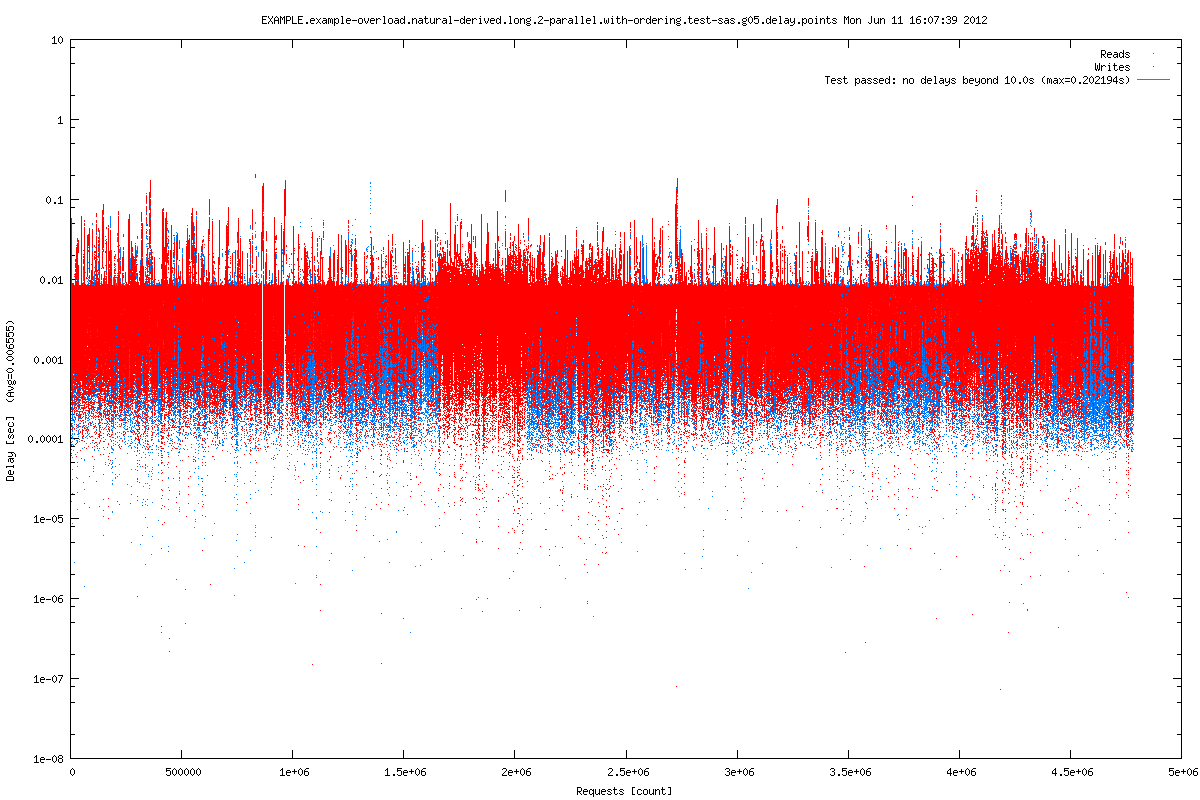 EXAMPLE.example-overload.natural-derived.long.2-parallel.with-ordering.test-sas.g05.delay.points Mon Jun 11 16:07:39 2012
Reads
Writes
Test passed: no delays beyond 10.0s (max=0.202194s)
10
1
0.1
0.01
0.001
0.0001
1e-05
1e-06
1e-07
1e-08
Delay [sec] (Avg=0.006555)
0 500000 1e+06 1.5e+06 2e+06 2.5e+06 3e+06 3.5e+06 4e+06 4.5e+06 5e+06
Requests [count]